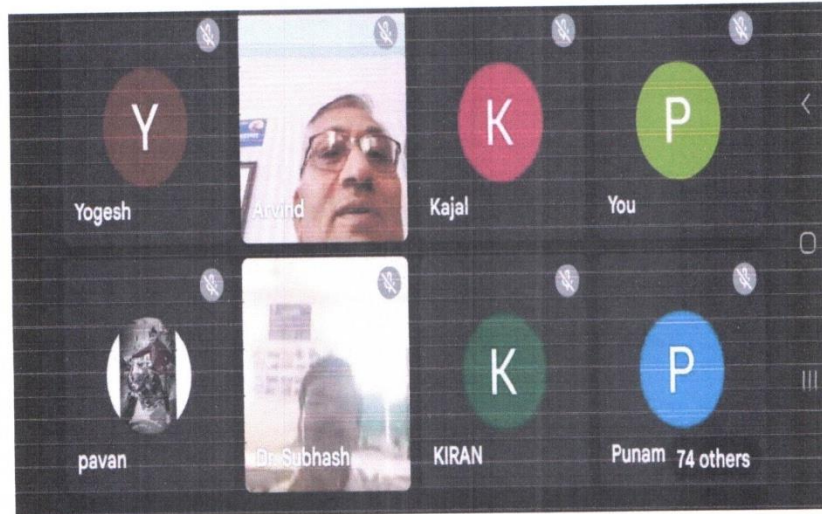 Y
Yogesh
Arvind
K
Kajal
P
You
pavan
Dr. Subhash
K
KIRAN
P
Punam
74 others